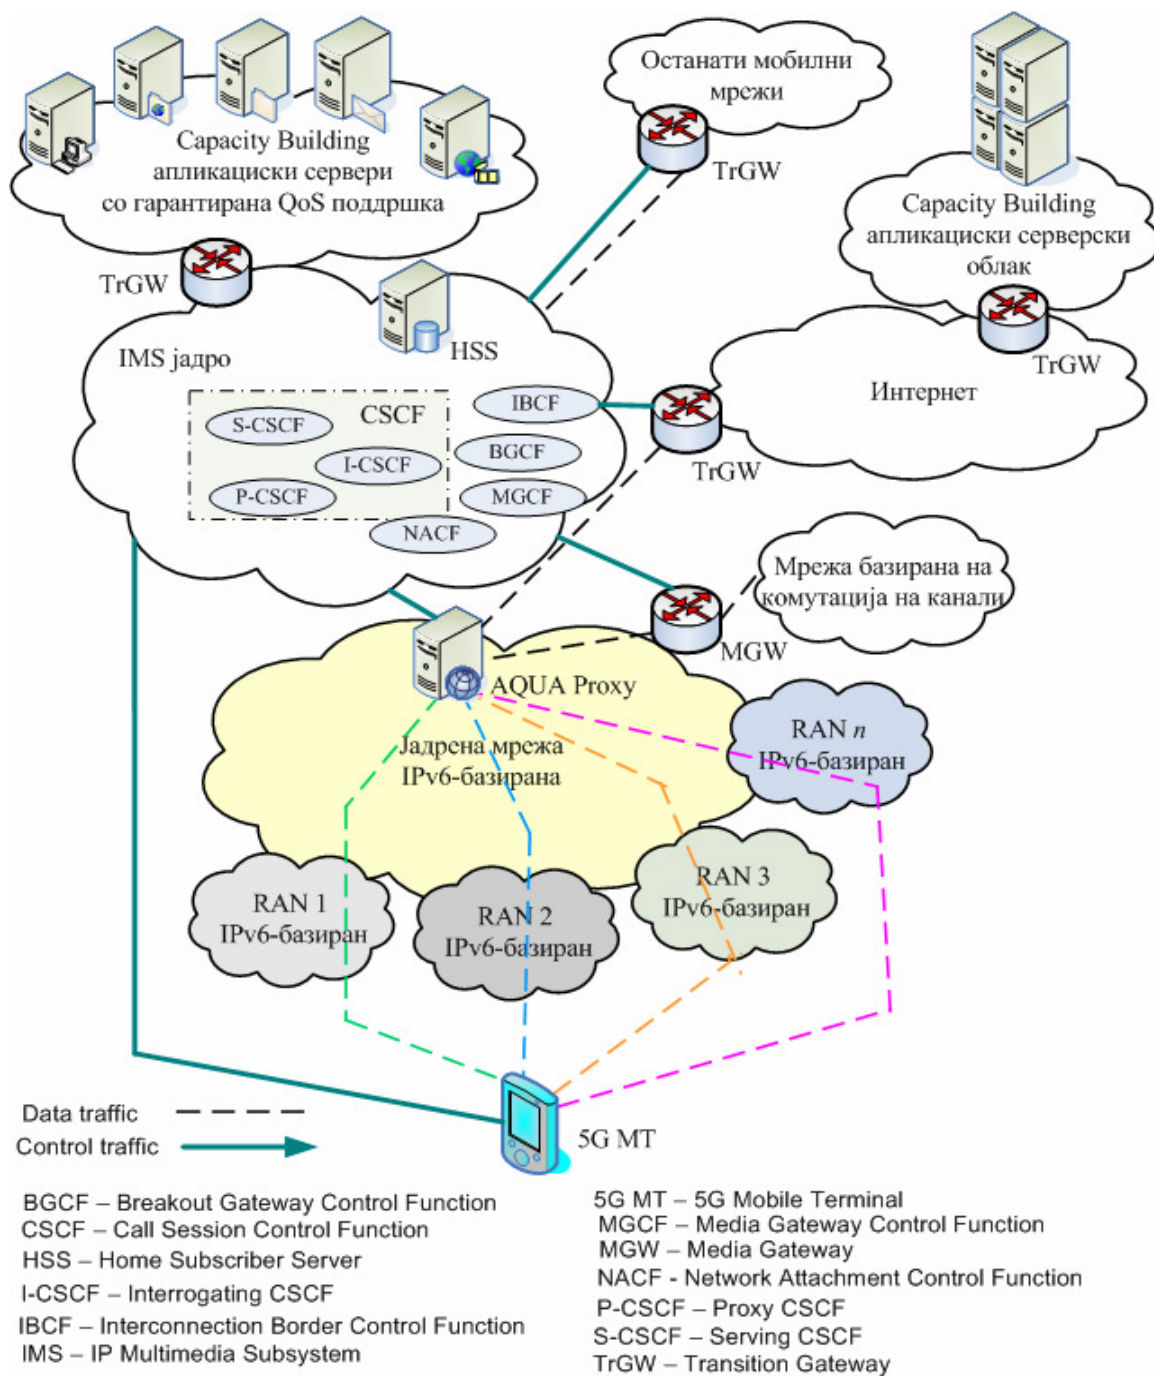 Capacity Building
апликациски сервери
со гарантирана QoS поддршка
TrGW
Останати мобилни
мрежи
TrGW
Capacity Building
апликациски серверски
облак
TrGW
IMS јадро
HSS
CSCF
S-CSCF
I-CSCF
P-CSCF
IBCF
BGCF
MGCF
NACF
TrGW
Интернет
Мрежа базирана на
комутација на канали
MGW
AQUA Proxy
Јадрена мрежа
IPv6-базирана
RAN n
IPv6-базиран
RAN 1
IPv6-базиран
RAN 2
IPv6-базиран
RAN 3
IPv6-базиран
5G MT
Data traffic
Control traffic
BGCF – Breakout Gateway Control Function
CSCF – Call Session Control Function
HSS – Home Subscriber Server
I-CSCF – Interrogating CSCF
IBCF – Interconnection Border Control Function
IMS – IP Multimedia Subsystem
5G MT – 5G Mobile Terminal
MGCF – Media Gateway Control Function
MGW – Media Gateway
NACF - Network Attachment Control Function
P-CSCF – Proxy CSCF
S-CSCF – Serving CSCF
TrGW – Transition Gateway